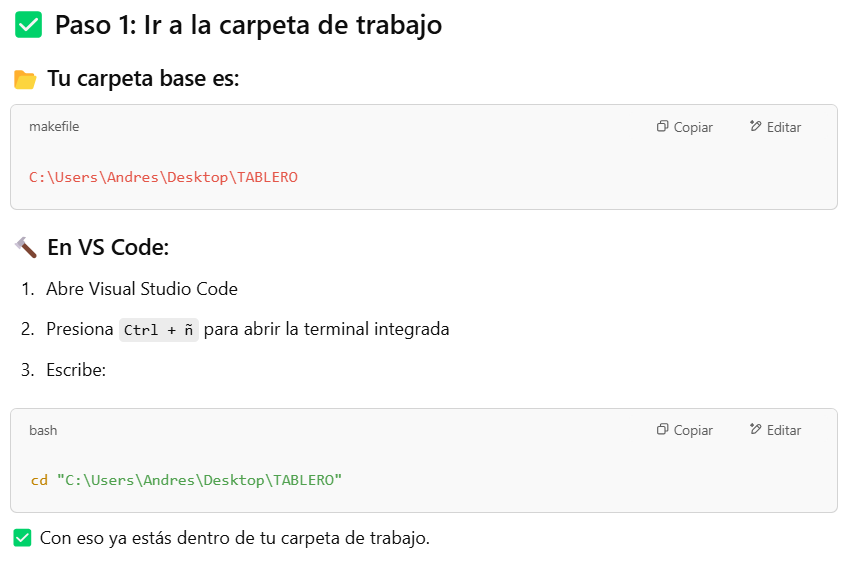 ✅ Paso 1: Ir a la carpeta de trabajo
📂 Tu carpeta base es:
makefile Copiar Editar
C:\Users\Andres\Desktop\TABLERO
🔨 En VS Code:
1. Abre Visual Studio Code
2. Presiona Ctrl + ñ para abrir la terminal integrada
3. Escribe:
bash Copiar Editar
cd "C:\Users\Andres\Desktop\TABLERO"
✅ Con eso ya estás dentro de tu carpeta de trabajo.